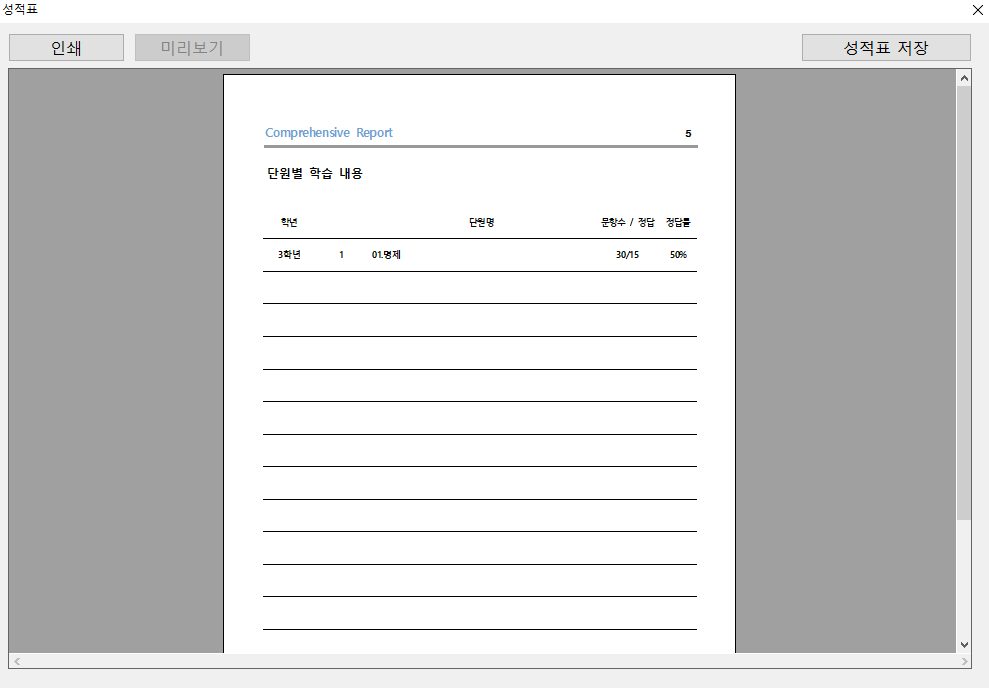 성적표
인쇄 미리보기 성적표 저장
Comprehensive Report 5
단원별 학습 내용
학년 단원명 문항수 / 정답 정답률
3학년 1 01.명제 30/15 50%